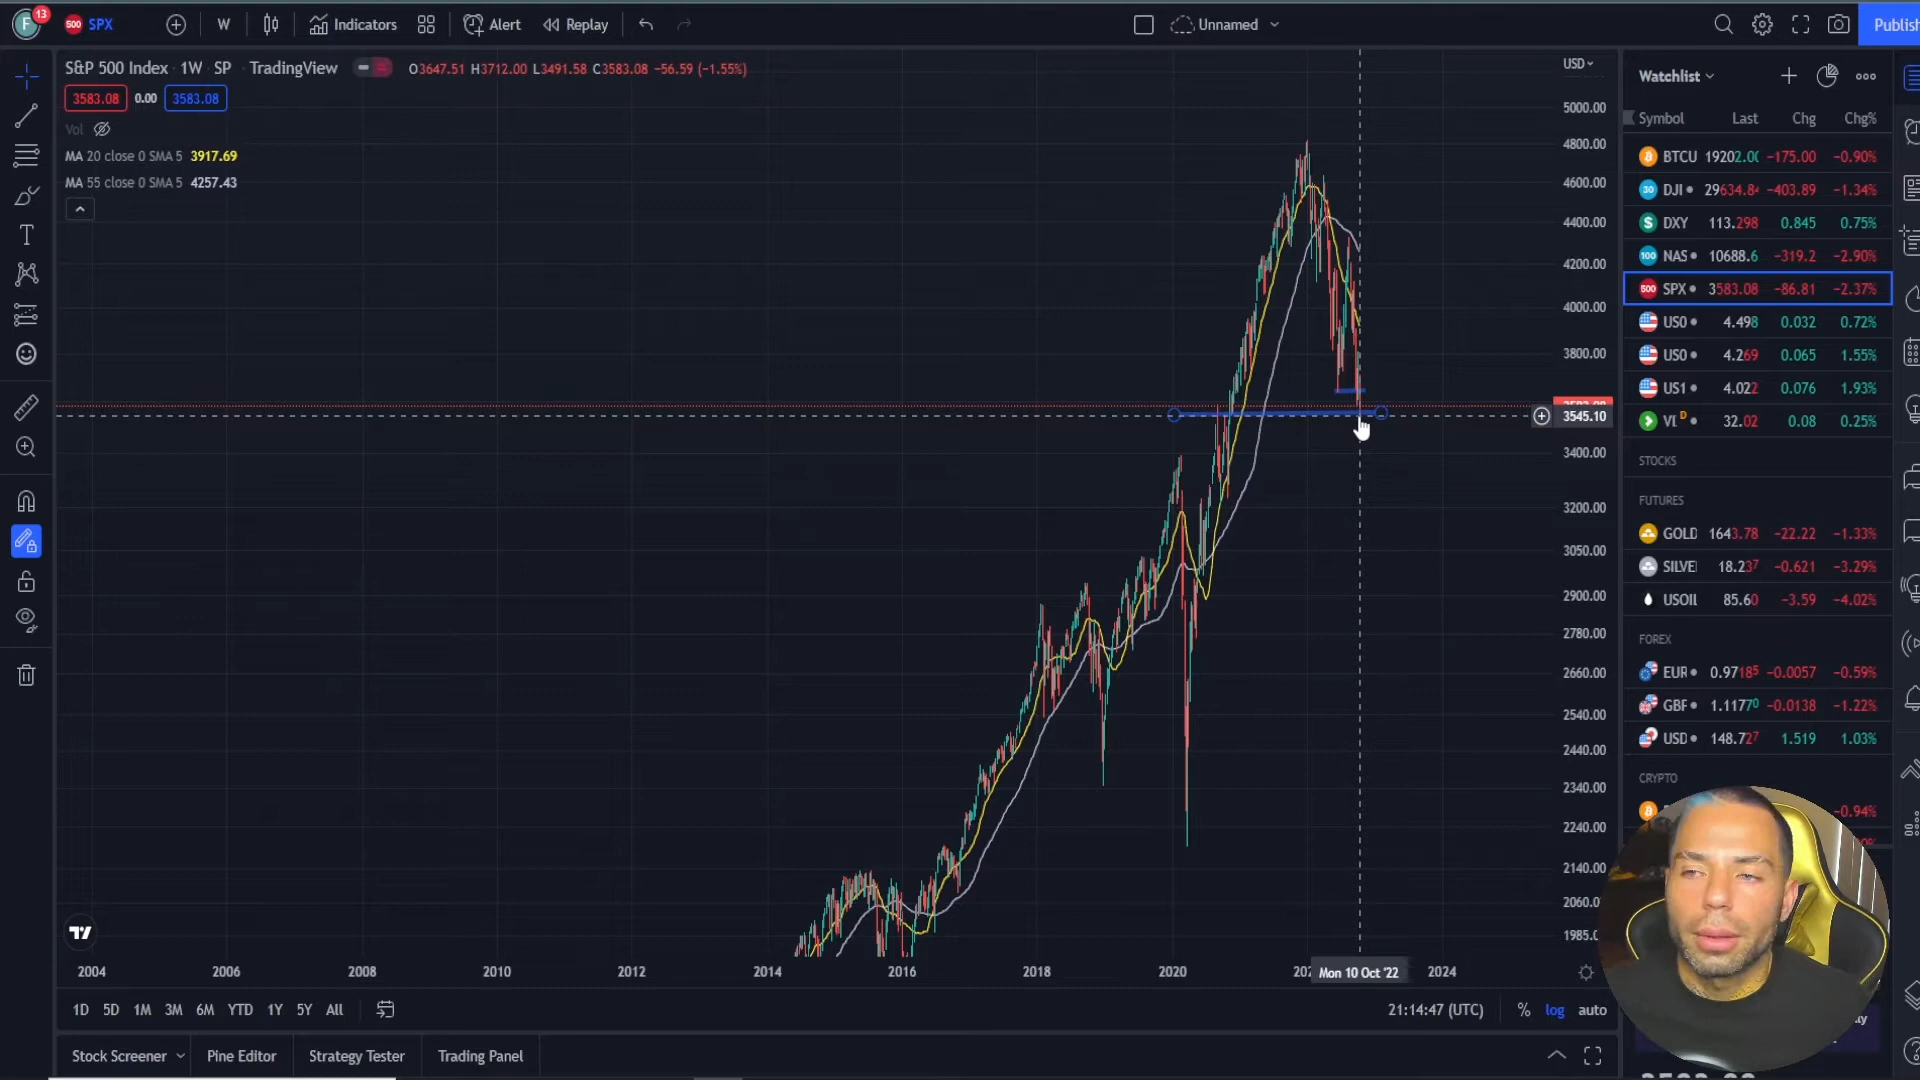 F 13 500 SPX W Indicators Alert Replay Unnamed Publish
S&P 500 Index · 1W · SP TradingView O3647.51 H3712.00 L3491.58 C3583.08 −56.59 (−1.55%)
3583.08 0.00 3583.08
Vol
MA 20 close 0 SMA 5 3917.69
MA 55 close 0 SMA 5 4257.43
USD
5000.00
4800.00
4600.00
4400.00
4200.00
4000.00
3800.00
3545.10
3400.00
3200.00
3050.00
2900.00
2780.00
2660.00
2540.00
2440.00
2340.00
2240.00
2140.00
2060.0
1985.0
2004 2006 2008 2010 2012 2014 2016 2018 2020 Mon 10 Oct '22 2024
1D 5D 1M 3M 6M YTD 1Y 5Y All
21:14:47 (UTC) % log auto
Stock Screener Pine Editor Strategy Tester Trading Panel
Watchlist
Symbol Last Chg Chg%
BTCU 19202.00 −175.00 −0.90%
30 DJI 29634.84 −403.89 −1.34%
DXY 113.298 0.845 0.75%
100 NAS 10688.6 −319.2 −2.90%
500 SPX 3583.08 −86.81 −2.37%
US0 4.498 0.032 0.72%
US0 4.269 0.065 1.55%
US1 4.022 0.076 1.93%
VI D 32.02 0.08 0.25%
STOCKS
FUTURES
GOLD 1643.78 −22.22 −1.33%
SILVE 18.237 −0.621 −3.29%
USOIL 85.60 −3.59 −4.02%
FOREX
EUR 0.97185 −0.0057 −0.59%
GBP 1.11770 −0.0138 −1.22%
USD 148.727 1.519 1.03%
CRYPTO
−0.94%